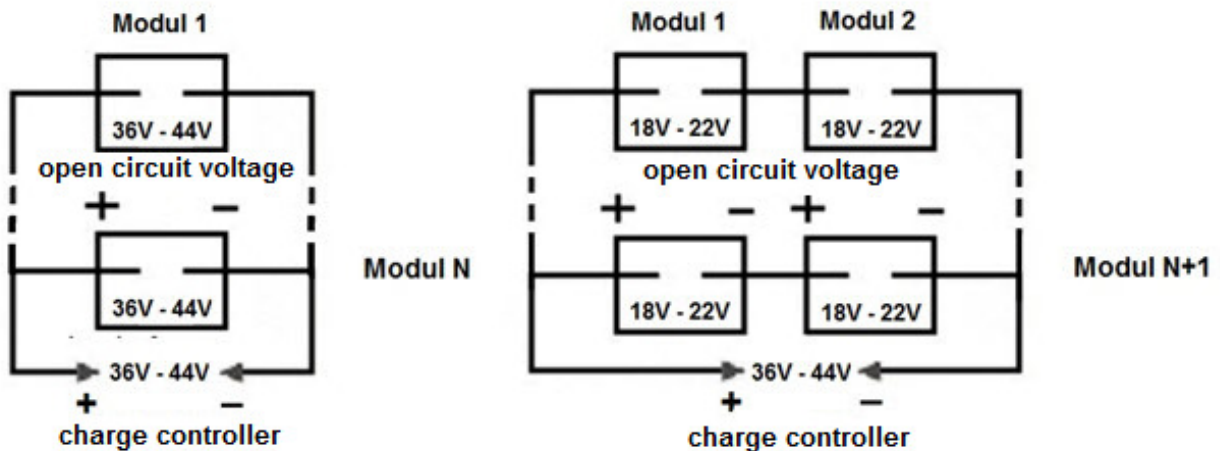 Modul 1
36V - 44V
open circuit voltage
+ -
36V - 44V
Modul N
36V - 44V
+ -
charge controller
Modul 1 Modul 2
18V - 22V 18V - 22V
open circuit voltage
+ - + -
18V - 22V 18V - 22V
Modul N+1
36V - 44V
+ -
charge controller